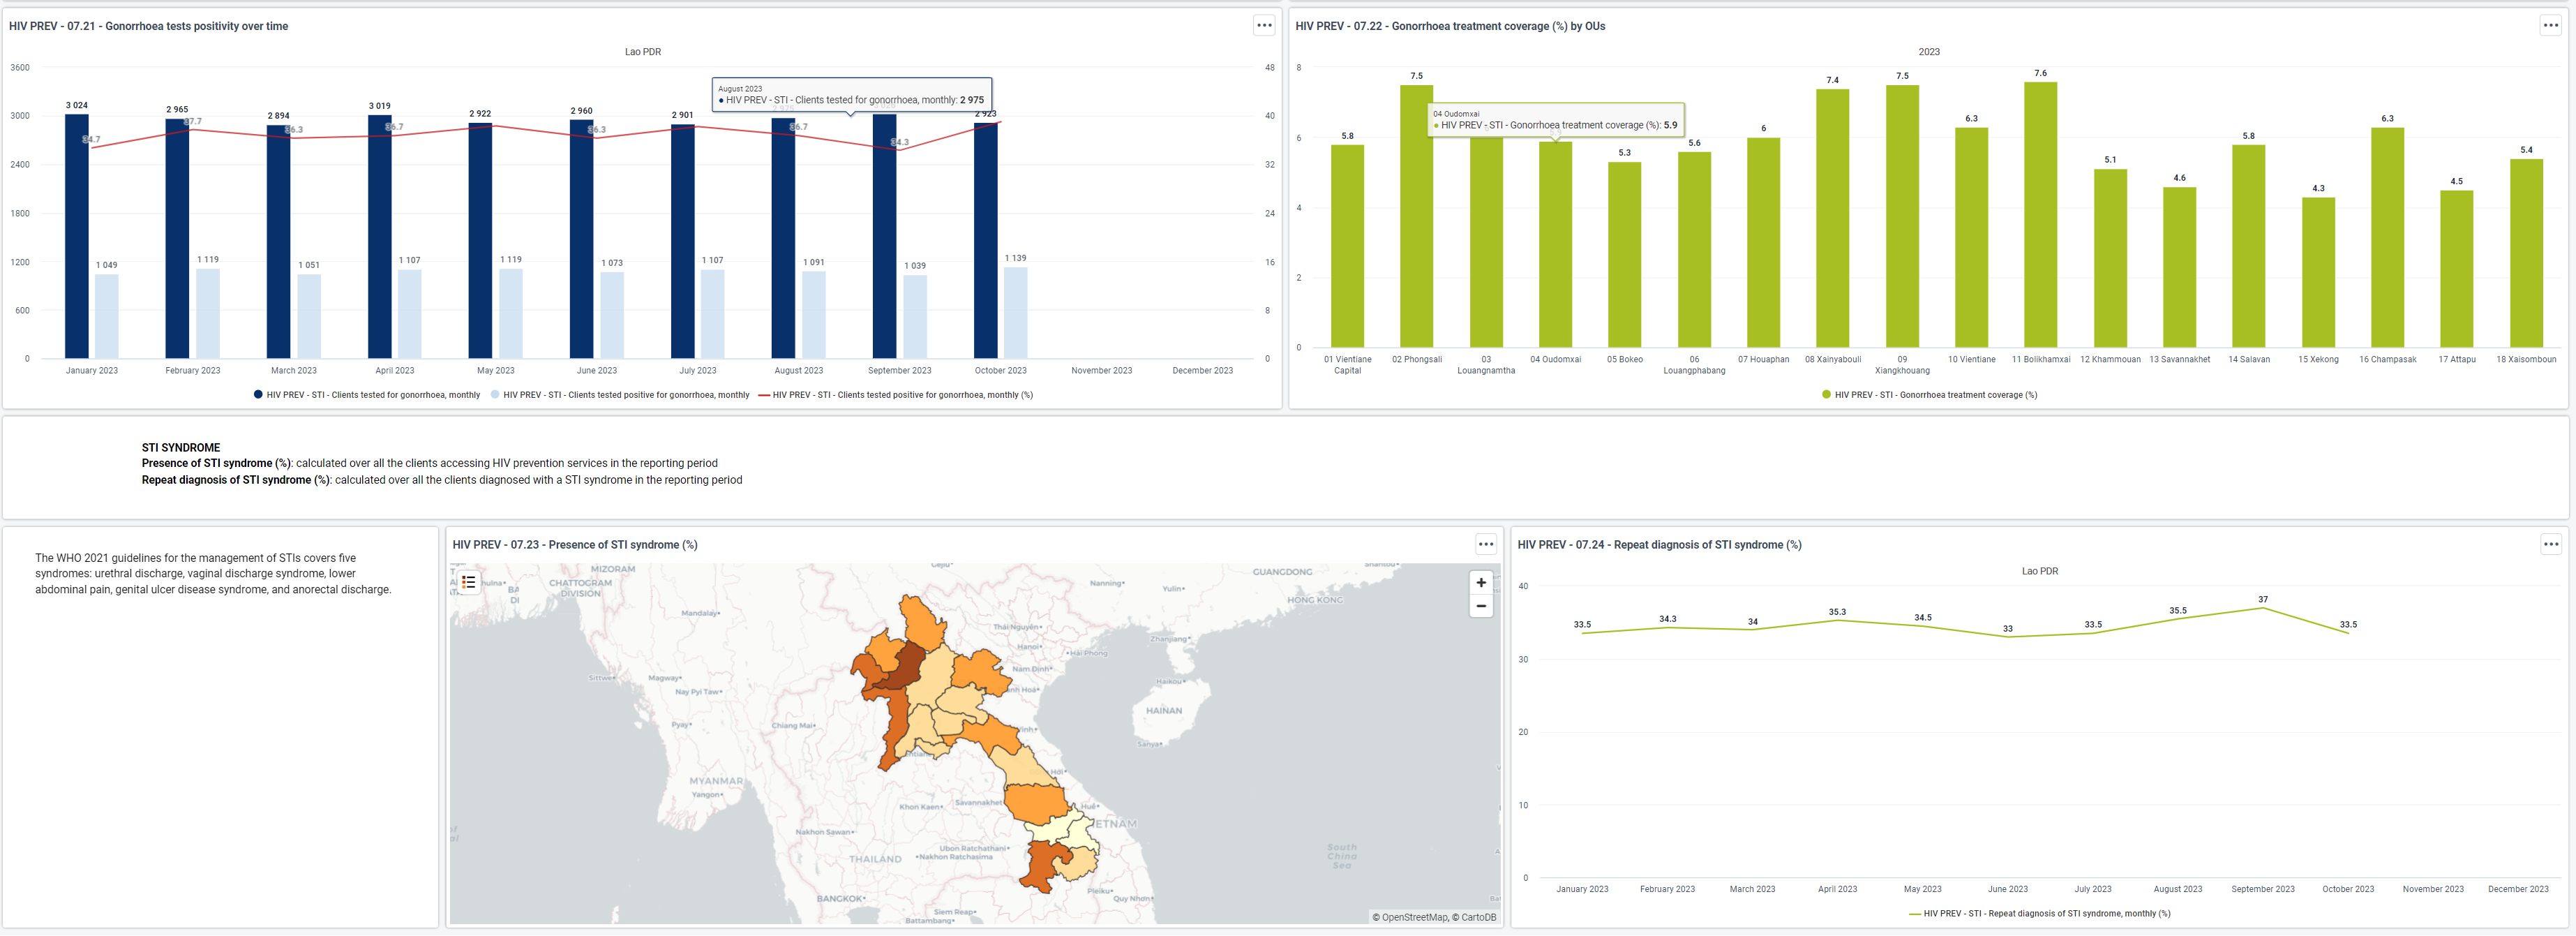 HIV PREV - 07.21 - Gonorrhoea tests positivity over time
Lao PDR
3600
3000
2400
1800
1200
600
0
48
40
32
24
16
8
0
3 024
2 965
2 894
3 019
2 922
2 960
2 901
2 923
34.7
37.7
36.3
36.7
36.3
36.7
34.3
1 049
1 119
1 051
1 107
1 119
1 073
1 107
1 091
1 039
1 139
August 2023
HIV PREV - STI - Clients tested for gonorrhoea, monthly: 2 975
January 2023
February 2023
March 2023
April 2023
May 2023
June 2023
July 2023
August 2023
September 2023
October 2023
November 2023
December 2023
HIV PREV - STI - Clients tested for gonorrhoea, monthly
HIV PREV - STI - Clients tested positive for gonorrhoea, monthly
HIV PREV - STI - Clients tested positive for gonorrhoea, monthly (%)
HIV PREV - 07.22 - Gonorrhoea treatment coverage (%) by OUs
2023
8
6
4
2
0
5.8
7.5
5.3
5.6
6
7.4
7.5
6.3
7.6
5.1
4.6
5.8
4.3
6.3
4.5
5.4
04 Oudomxai
HIV PREV - STI - Gonorrhoea treatment coverage (%): 5.9
01 Vientiane
Capital
02 Phongsali
03
Louangnamtha
04 Oudomxai
05 Bokeo
06
Louangphabang
07 Houaphan
08 Xainyabouli
09
Xiangkhouang
10 Vientiane
11 Bolikhamxai
12 Khammouan
13 Savannakhet
14 Salavan
15 Xekong
16 Champasak
17 Attapu
18 Xaisomboun
HIV PREV - STI - Gonorrhoea treatment coverage (%)
STI SYNDROME
Presence of STI syndrome (%): calculated over all the clients accessing HIV prevention services in the reporting period
Repeat diagnosis of STI syndrome (%): calculated over all the clients diagnosed with a STI syndrome in the reporting period
The WHO 2021 guidelines for the management of STIs covers five
syndromes: urethral discharge, vaginal discharge syndrome, lower
abdominal pain, genital ulcer disease syndrome, and anorectal discharge.
HIV PREV - 07.23 - Presence of STI syndrome (%)
MIZORAM
CHATTOGRAM
DIVISION
GUANGDONG
HONG KONG
Nanning
Yulin
Mandalay
Thái Nguyên
Hanoi
Hải Phòng
Nam Định
Zhanjiang
Haikou
HAINAN
Sanya
Sittwe
Magway
Nay Pyi Taw
Pyay
Chiang Mai
MYANMAR
Yangon
Khon Kaen
Savannakhet
Huế
Nakhon Sawan
THAILAND
Ubon Ratchathani
Nakhon Ratchasima
BANGKOK
Siem Reap
Battambang
Pleiku
Quy Nhơn
South
China
Sea
+
−
© OpenStreetMap, © CartoDB
HIV PREV - 07.24 - Repeat diagnosis of STI syndrome (%)
Lao PDR
40
30
20
10
0
33.5
34.3
34
35.3
34.5
33
33.5
35.5
37
33.5
January 2023
February 2023
March 2023
April 2023
May 2023
June 2023
July 2023
August 2023
September 2023
October 2023
November 2023
December 2023
HIV PREV - STI - Repeat diagnosis of STI syndrome, monthly (%)